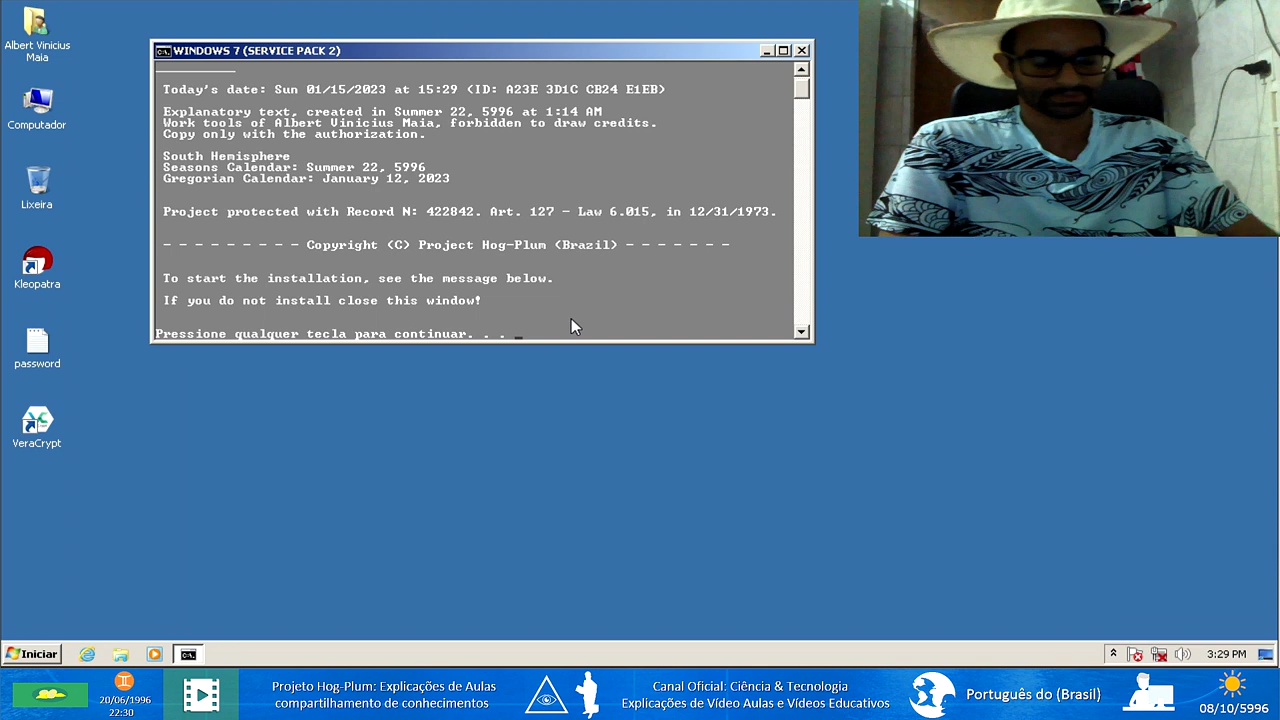 Albert Vinicius
Maia
Computador
Lixeira
Kleopatra
password
VeraCrypt
C:\. WINDOWS 7 (SERVICE PACK 2)
Today's date: Sun 01/15/2023 at 15:29 (ID: A23E 3D1C CB24 E1EB)
Explanatory text, created in Summer 22, 5996 at 1:14 AM
Work tools of Albert Vinicius Maia, forbidden to draw credits.
Copy only with the authorization.
South Hemisphere
Seasons Calendar: Summer 22, 5996
Gregorian Calendar: January 12, 2023
Project protected with Record N: 422842. Art. 127 - Law 6.015, in 12/31/1973.
- - - - - - - - - Copyright (C) Project Hog-Plum (Brazil) - - - - - - -
To start the installation, see the message below.
If you do not install close this window!
Pressione qualquer tecla para continuar. . . _
Iniciar
C:\.
3:29 PM
20/06/1996
22:30
Projeto Hog-Plum: Explicações de Aulas
compartilhamento de conhecimentos
Canal Oficial: Ciência & Tecnologia
Explicações de Vídeo Aulas e Vídeos Educativos
Português do (Brasil)
08/10/5996